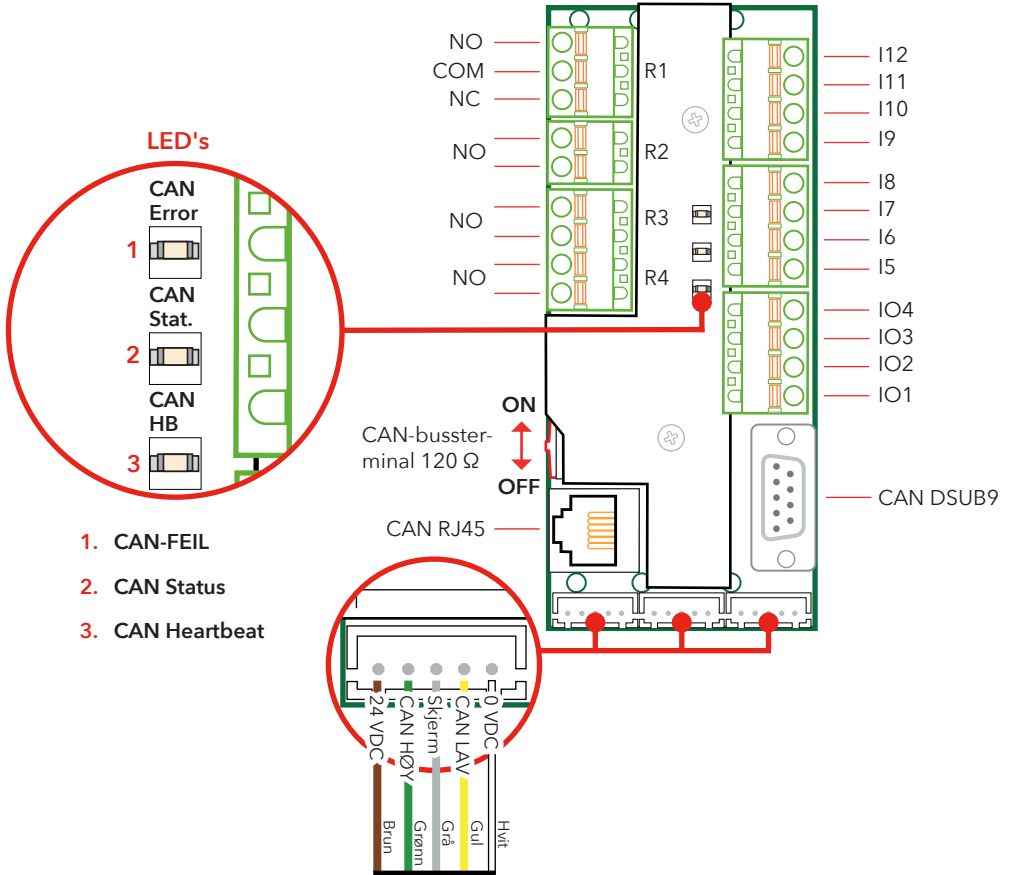 NO
COM
NC
R1
NO
R2
NO
R3
NO
R4
I12
I11
I10
I9
I8
I7
I6
I5
IO4
IO3
IO2
IO1
LED's
CAN
Error
1
CAN
Stat.
2
CAN
HB
3
ON
CAN-busster-
minal 120 Ω
OFF
CAN RJ45
CAN DSUB9
1. CAN-FEIL
2. CAN Status
3. CAN Heartbeat
24 VDC
CAN HØY
Skjerm
CAN LAV
0 VDC
Brun
Grønn
Grå
Gul
Hvit